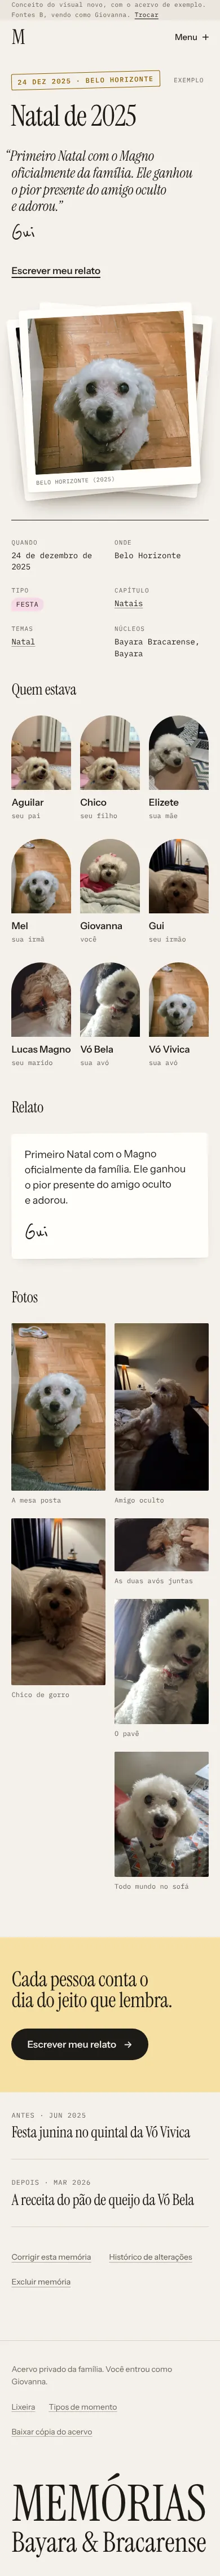 Conceito do visual novo, com o acervo de exemplo.
Fontes B, vendo como Giovanna. Trocar
M
Menu +
24 DEZ 2025 · BELO HORIZONTE
EXEMPLO
Natal de 2025
“Primeiro Natal com o Magno
oficialmente da família. Ele ganhou
o pior presente do amigo oculto
e adorou.”
Gui
Escrever meu relato
BELO HORIZONTE (2025)
QUANDO
24 de dezembro de
2025
ONDE
Belo Horizonte
TIPO
FESTA
CAPÍTULO
Natais
TEMAS
Natal
NÚCLEOS
Bayara Bracarense,
Bayara
Quem estava
Aguilar
seu pai
Chico
seu filho
Elizete
sua mãe
Mel
sua irmã
Giovanna
você
Gui
seu irmão
Lucas Magno
seu marido
Vó Bela
sua avó
Vó Vivica
sua avó
Relato
Primeiro Natal com o Magno
oficialmente da família. Ele ganhou
o pior presente do amigo oculto
e adorou.
Gui
Fotos
A mesa posta
Amigo oculto
Chico de gorro
As duas avós juntas
O pavê
Todo mundo no sofá
Cada pessoa conta o
dia do jeito que lembra.
Escrever meu relato →
ANTES · JUN 2025
Festa junina no quintal da Vó Vivica
DEPOIS · MAR 2026
A receita do pão de queijo da Vó Bela
Corrigir esta memória
Histórico de alterações
Excluir memória
Acervo privado da família. Você entrou como
Giovanna.
Lixeira
Tipos de momento
Baixar cópia do acervo
MEMÓRIAS
Bayara & Bracarense